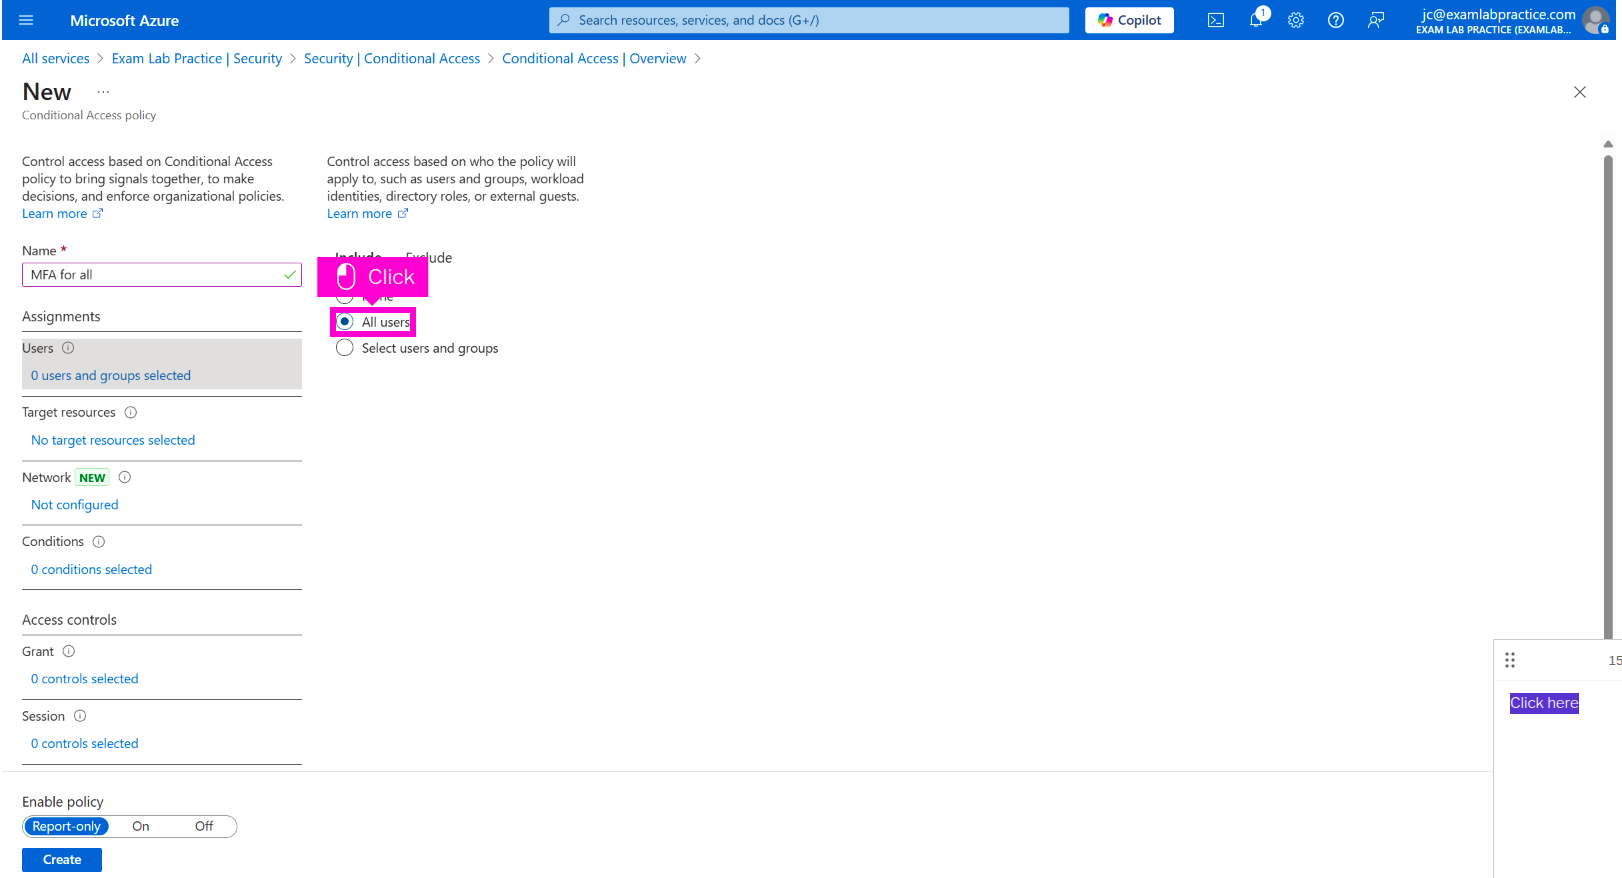 Microsoft Azure
Search resources, services, and docs (G+/)
Copilot
1
jc@examlabpractice.com
EXAM LAB PRACTICE (EXAMLAB...
All services > Exam Lab Practice | Security > Security | Conditional Access > Conditional Access | Overview >
New ...
Conditional Access policy
Control access based on Conditional Access
policy to bring signals together, to make
decisions, and enforce organizational policies.
Learn more
Control access based on who the policy will
apply to, such as users and groups, workload
identities, directory roles, or external guests.
Learn more
Name *
MFA for all
Assignments
Users
0 users and groups selected
Target resources
No target resources selected
Network NEW
Not configured
Conditions
0 conditions selected
Access controls
Grant
0 controls selected
Session
0 controls selected
Include Exclude
Click
None
All users
Select users and groups
Enable policy
Report-only On Off
Create
15
Click here